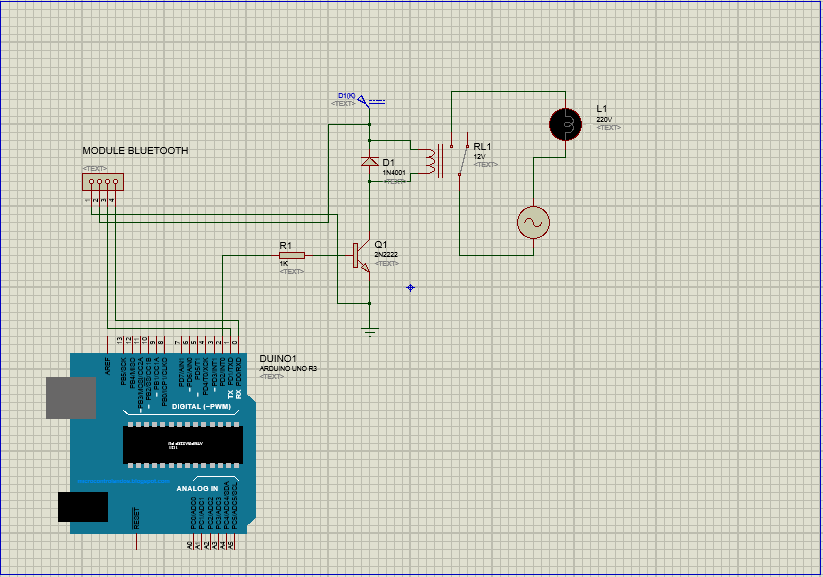 D1(K)
<TEXT>
L1
220V
<TEXT>
MODULE BLUETOOTH
<TEXT>
RL1
12V
<TEXT>
D1
1N4001
<TEXT>
1
2
3
4
R1
1K
<TEXT>
Q1
2N2222
<TEXT>
13
12
11
10
9
8
7
6
5
4
3
2
1
0
DUINO1
ARDUINO UNO R3
<TEXT>
AREF
PB5/SCK
PB4/MISO
PB3/MOSI/OC2A
PB2/SS/OC1B
PB1/OC1A
PB0/ICP1/CLKO
PD7/AIN1
PD6/AIN0
PD5/T1
PD4/T0/XCK
PD3/INT1
PD2/INT0
PD1/TXD
PD0/RXD
TX
RX
DIGITAL (~PWM)
ANALOG IN
RESET
PC0/ADC0
PC1/ADC1
PC2/ADC2
PC3/ADC3
PC4/ADC4/SDA
PC5/ADC5/SCL
A0
A1
A2
A3
A4
A5